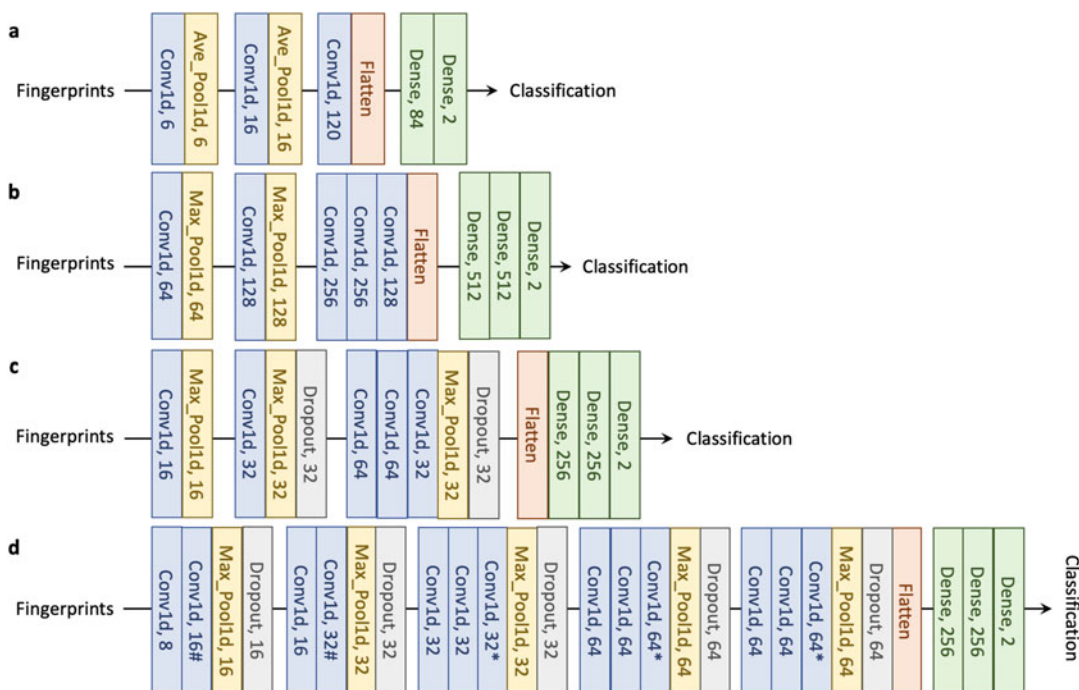 a
Fingerprints
Conv1d, 6
Ave_Pool1d, 6
Conv1d, 16
Ave_Pool1d, 16
Conv1d, 120
Flatten
Dense, 84
Dense, 2
Classification
b
Fingerprints
Conv1d, 64
Max_Pool1d, 64
Conv1d, 128
Max_Pool1d, 128
Conv1d, 256
Conv1d, 256
Conv1d, 128
Flatten
Dense, 512
Dense, 512
Dense, 2
Classification
c
Fingerprints
Conv1d, 16
Max_Pool1d, 16
Conv1d, 32
Max_Pool1d, 32
Dropout, 32
Conv1d, 64
Conv1d, 64
Conv1d, 32
Max_Pool1d, 32
Dropout, 32
Flatten
Dense, 256
Dense, 256
Dense, 2
Classification
d
Fingerprints
Conv1d, 8
Conv1d, 16#
Max_Pool1d, 16
Dropout, 16
Conv1d, 16
Conv1d, 32#
Max_Pool1d, 32
Dropout, 32
Conv1d, 32
Conv1d, 32
Conv1d, 32*
Max_Pool1d, 32
Dropout, 32
Conv1d, 64
Conv1d, 64
Conv1d, 64*
Max_Pool1d, 64
Dropout, 64
Conv1d, 64
Conv1d, 64
Conv1d, 64*
Max_Pool1d, 64
Dropout, 64
Flatten
Dense, 256
Dense, 256
Dense, 2
Classification